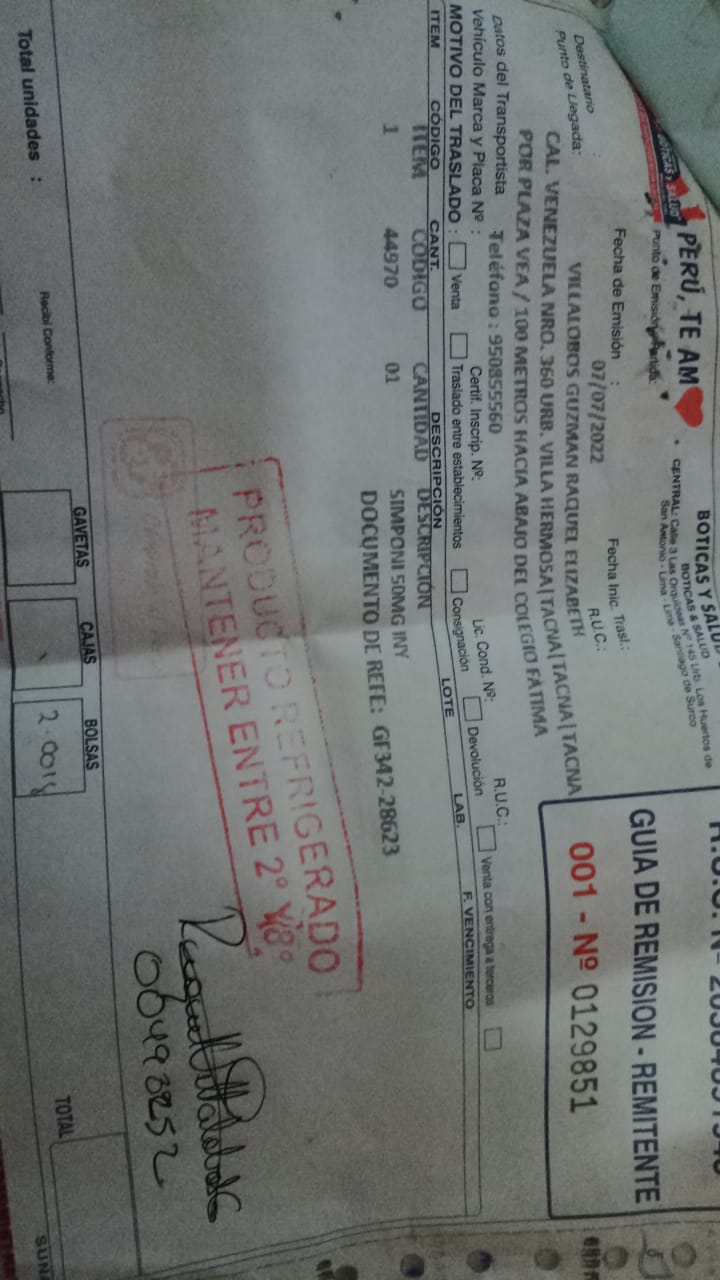 PERÚ, TE AM
BOTICAS Y SALUD
BOTICAS & SALUD
CENTRAL: Calle 3 Las Orquideas Nº 145 Urb. Los Huertos de
San Antonio - Lima - Lima - Santiago de Surco
GUIA DE REMISION - REMITENTE
001 - Nº 0129851
Punto de Emisión
Fecha de Emisión :
07/07/2022
Fecha Inic. Trasl.:
R.U.C.:
Destinatario :
VILLALOBOS GUZMAN RAQUEL ELIZABETH
Punto de Llegada:
CAL. VENEZUELA NRO. 360 URB. VILLA HERMOSA|TACNA|TACNA|TACNA
POR PLAZA VEA / 100 METROS HACIA ABAJO DEL COLEGIO FATIMA
Datos del Transportista
Teléfono : 950855560
R.U.C.:
Vehículo Marca y Placa Nº :
Certif. Inscrip. Nº:
Lic. Cond. Nº:
MOTIVO DEL TRASLADO : Venta Traslado entre establecimientos Consignación Devolución Venta con entrega a terceros
ITEM CÓDIGO CANT. DESCRIPCIÓN LOTE LAB. F. VENCIMIENTO
ITEM CODIGO CANTIDAD DESCRIPCIÓN
1 44970 01 SIMPONI 50MG INY
DOCUMENTO DE REFE: GF342-28623
PRODUCTO REFRIGERADO
MANTENER ENTRE 2° Y 8°
00493252
GAVETAS CAJAS BOLSAS TOTAL
Total unidades :
Recibí Conforme: